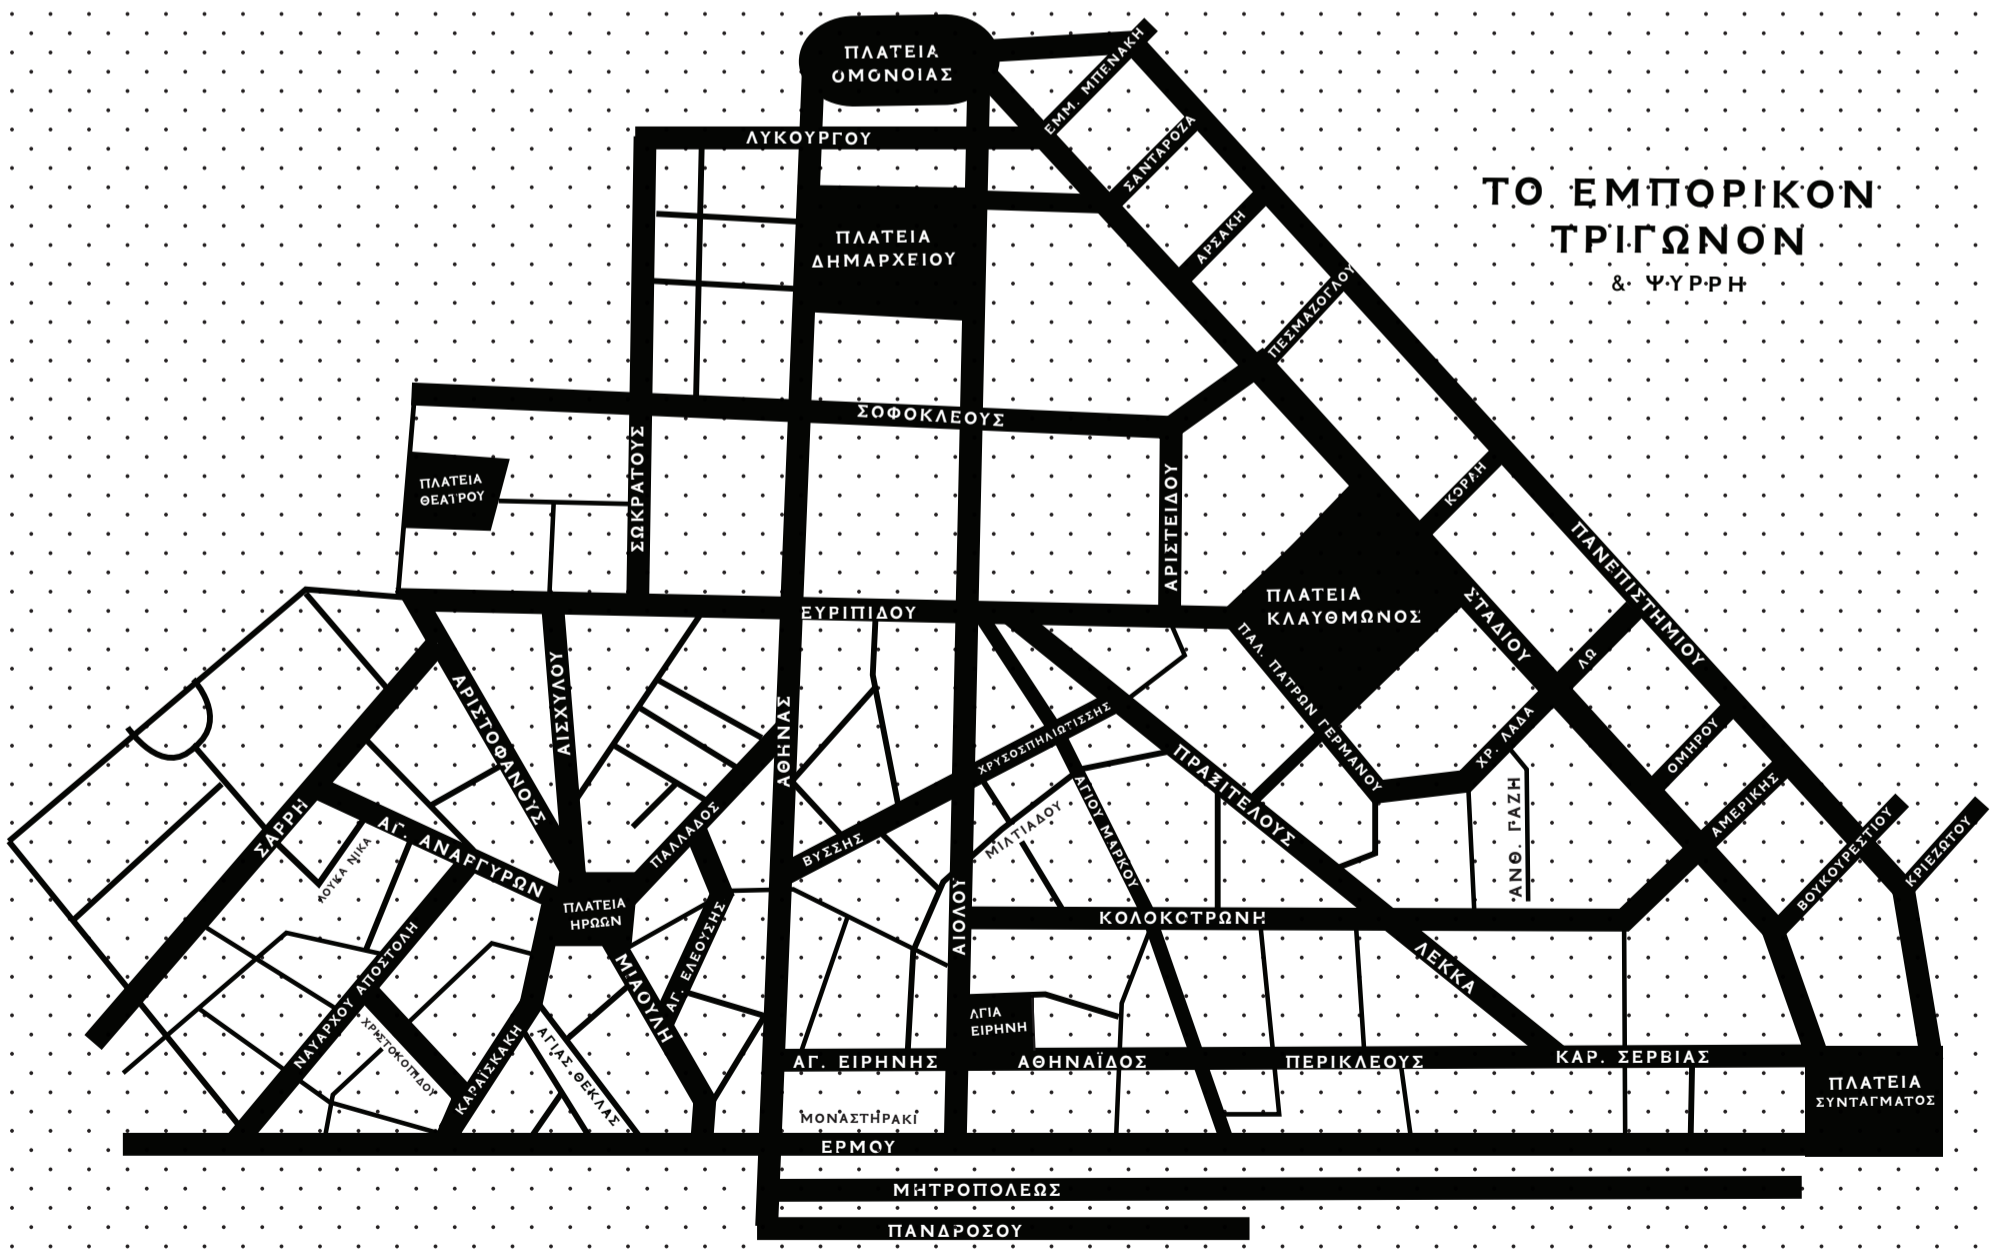 ΠΛΑΤΕΙΑ
ΟΜΟΝΟΙΑΣ
ΕΜΜ. ΜΠΕΝΑΚΗ
ΛΥΚΟΥΡΓΟΥ
ΣΑΝΤΑΡΟΖΑ
ΤΟ ΕΜΠΟΡΙΚΟΝ
ΤΡΙΓΩΝΟΝ
& ΨΥΡΡΗ
ΑΡΣΑΚΗ
ΠΛΑΤΕΙΑ
ΔΗΜΑΡΧΕΙΟΥ
ΠΕΣΜΑΖΟΓΛΟΥ
ΣΟΦΟΚΛΕΟΥΣ
ΠΛΑΤΕΙΑ
ΘΕΑΤΡΟΥ
ΣΩΚΡΑΤΟΥΣ
ΑΡΙΣΤΕΙΔΟΥ
ΚΟΡΑΗ
ΠΑΝΕΠΙΣΤΗΜΙΟΥ
ΠΛΑΤΕΙΑ
ΚΛΑΥΘΜΩΝΟΣ
ΣΤΑΔΙΟΥ
ΕΥΡΙΠΙΔΟΥ
ΛΩ
ΠΑΛ. ΠΑΤΡΩΝ ΓΕΡΜΑΝΟΥ
ΑΡΙΣΤΟΦΑΝΟΥΣ
ΑΙΣΧΥΛΟΥ
ΑΘΗΝΑΣ
ΧΡΥΣΟΣΠΗΛΙΩΤΙΣΣΗΣ
ΧΡ. ΛΑΔΑ
ΟΜΗΡΟΥ
ΠΡΑΞΙΤΕΛΟΥΣ
ΑΜΕΡΙΚΗΣ
ΒΟΥΚΟΥΡΕΣΤΙΟΥ
ΚΡΙΕΖΩΤΟΥ
ΣΑΡΡΗ
ΑΓ. ΑΝΑΡΓΥΡΩΝ
ΛΟΥΚΑ ΝΙΚΑ
ΠΑΛΛΑΔΟΣ
ΒΥΣΣΗΣ
ΜΙΛΤΙΑΔΟΥ
ΑΓΙΟΥ ΜΑΡΚΟΥ
ΑΝΘ. ΓΑΖΗ
ΠΛΑΤΕΙΑ
ΗΡΩΩΝ
ΑΙΟΛΟΥ
ΚΟΛΟΚΟΤΡΩΝΗ
ΛΕΚΚΑ
ΝΑΥΑΡΧΟΥ ΑΠΟΣΤΟΛΗ
ΜΙΑΟΥΛΗ
ΑΓ. ΕΛΕΟΥΣΗΣ
ΑΓΙΑ
ΕΙΡΗΝΗ
ΧΡΙΣΤΟΚΟΠΙΔΟΥ
ΚΑΡΑΪΣΚΑΚΗ
ΑΓΙΑΣ ΘΕΚΛΑΣ
ΑΓ. ΕΙΡΗΝΗΣ
ΑΘΗΝΑΪΔΟΣ
ΠΕΡΙΚΛΕΟΥΣ
ΚΑΡ. ΣΕΡΒΙΑΣ
ΠΛΑΤΕΙΑ
ΣΥΝΤΑΓΜΑΤΟΣ
ΜΟΝΑΣΤΗΡΑΚΙ
ΕΡΜΟΥ
ΜΗΤΡΟΠΟΛΕΩΣ
ΠΑΝΔΡΟΣΟΥ